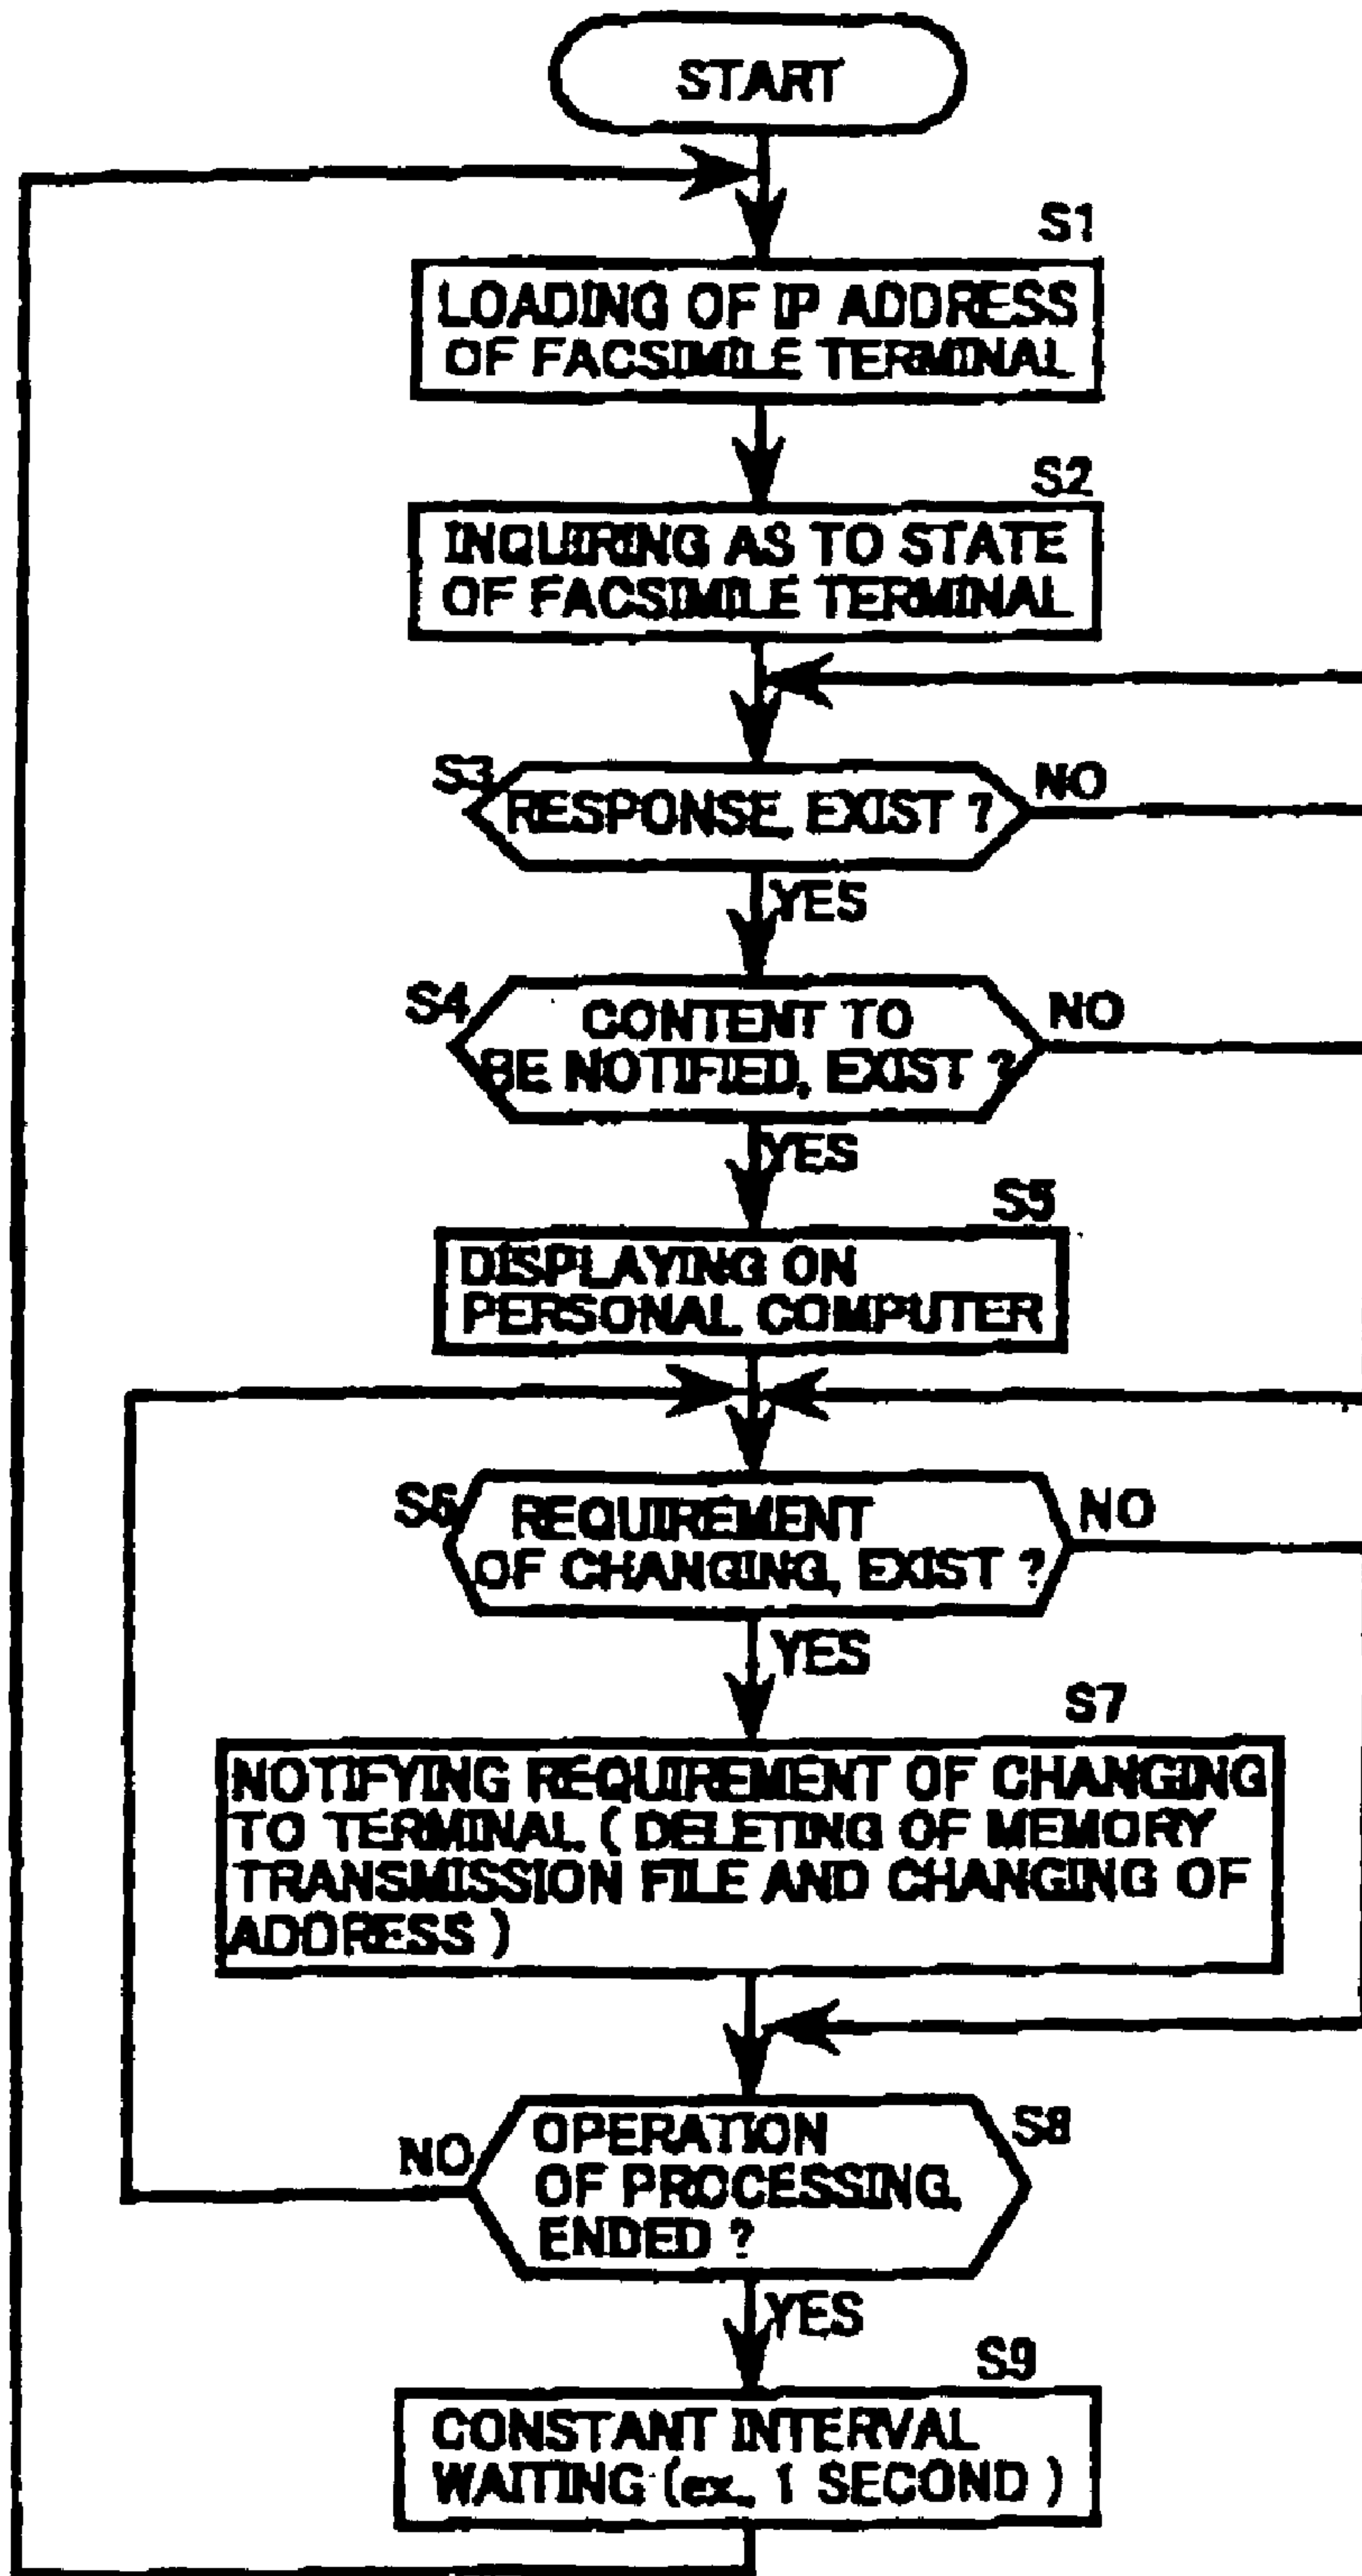 START
S1
LOADING OF IP ADDRESS
OF FACSIMILE TERMINAL
S2
INQUIRING AS TO STATE
OF FACSIMILE TERMINAL
S3
RESPONSE, EXIST ?
NO
YES
S4
CONTENT TO
BE NOTIFIED, EXIST ?
NO
YES
S5
DISPLAYING ON
PERSONAL COMPUTER
S6
REQUIREMENT
OF CHANGING, EXIST ?
NO
YES
S7
NOTIFYING REQUIREMENT OF CHANGING
TO TERMINAL ( DELETING OF MEMORY
TRANSMISSION FILE AND CHANGING OF
ADDRESS )
NO
OPERATION
OF PROCESSING,
ENDED ?
S8
YES
S9
CONSTANT INTERVAL
WAITING (ex. 1 SECOND )